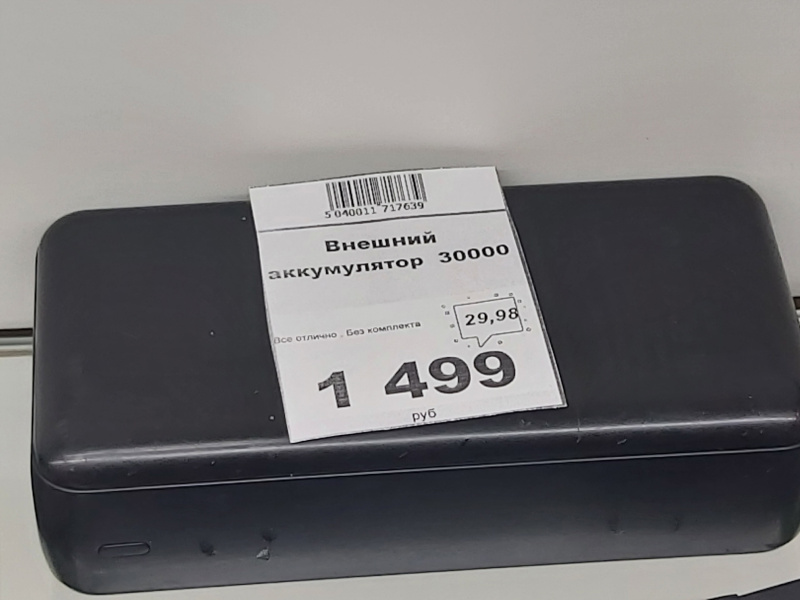 5 040011 717639
Внешний
аккумулятор 30000
29,98
Все отлично . Без комплекта
1 499
руб